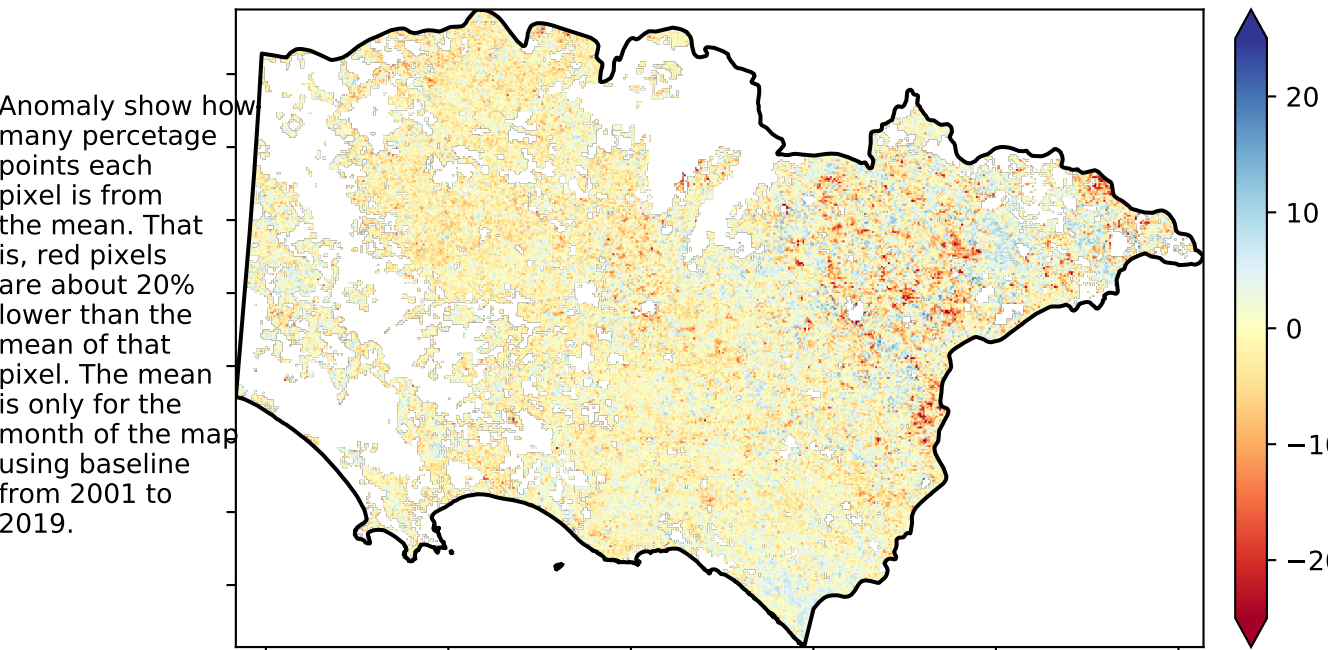 Anomaly show how
many percetage
points each
pixel is from
the mean. That
is, red pixels
are about 20%
lower than the
mean of that
pixel. The mean
is only for the
month of the map
using baseline
from 2001 to
2019.
20
10
0
−10
−20